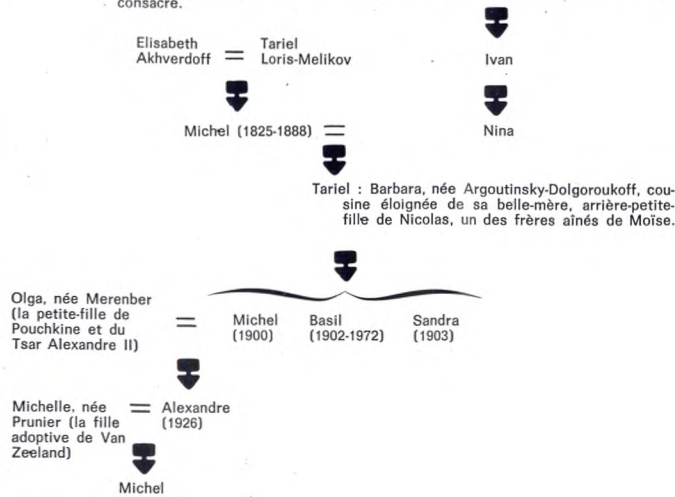 consacré.
Elisabeth Akhverdoff = Tariel Loris-Melikov
Ivan
Michel (1825-1888) =
Nina
Tariel : Barbara, née Argoutinsky-Dolgoroukoff, cou-
sine éloignée de sa belle-mère, arrière-petite-
fille de Nicolas, un des frères aînés de Moïse.
Olga, née Merenber
(la petite-fille de
Pouchkine et du
Tsar Alexandre II)
=
Michel
(1900)
Basil
(1902-1972)
Sandra
(1903)
Michelle, née
Prunier (la fille
adoptive de Van
Zeeland)
= Alexandre
(1926)
Michel